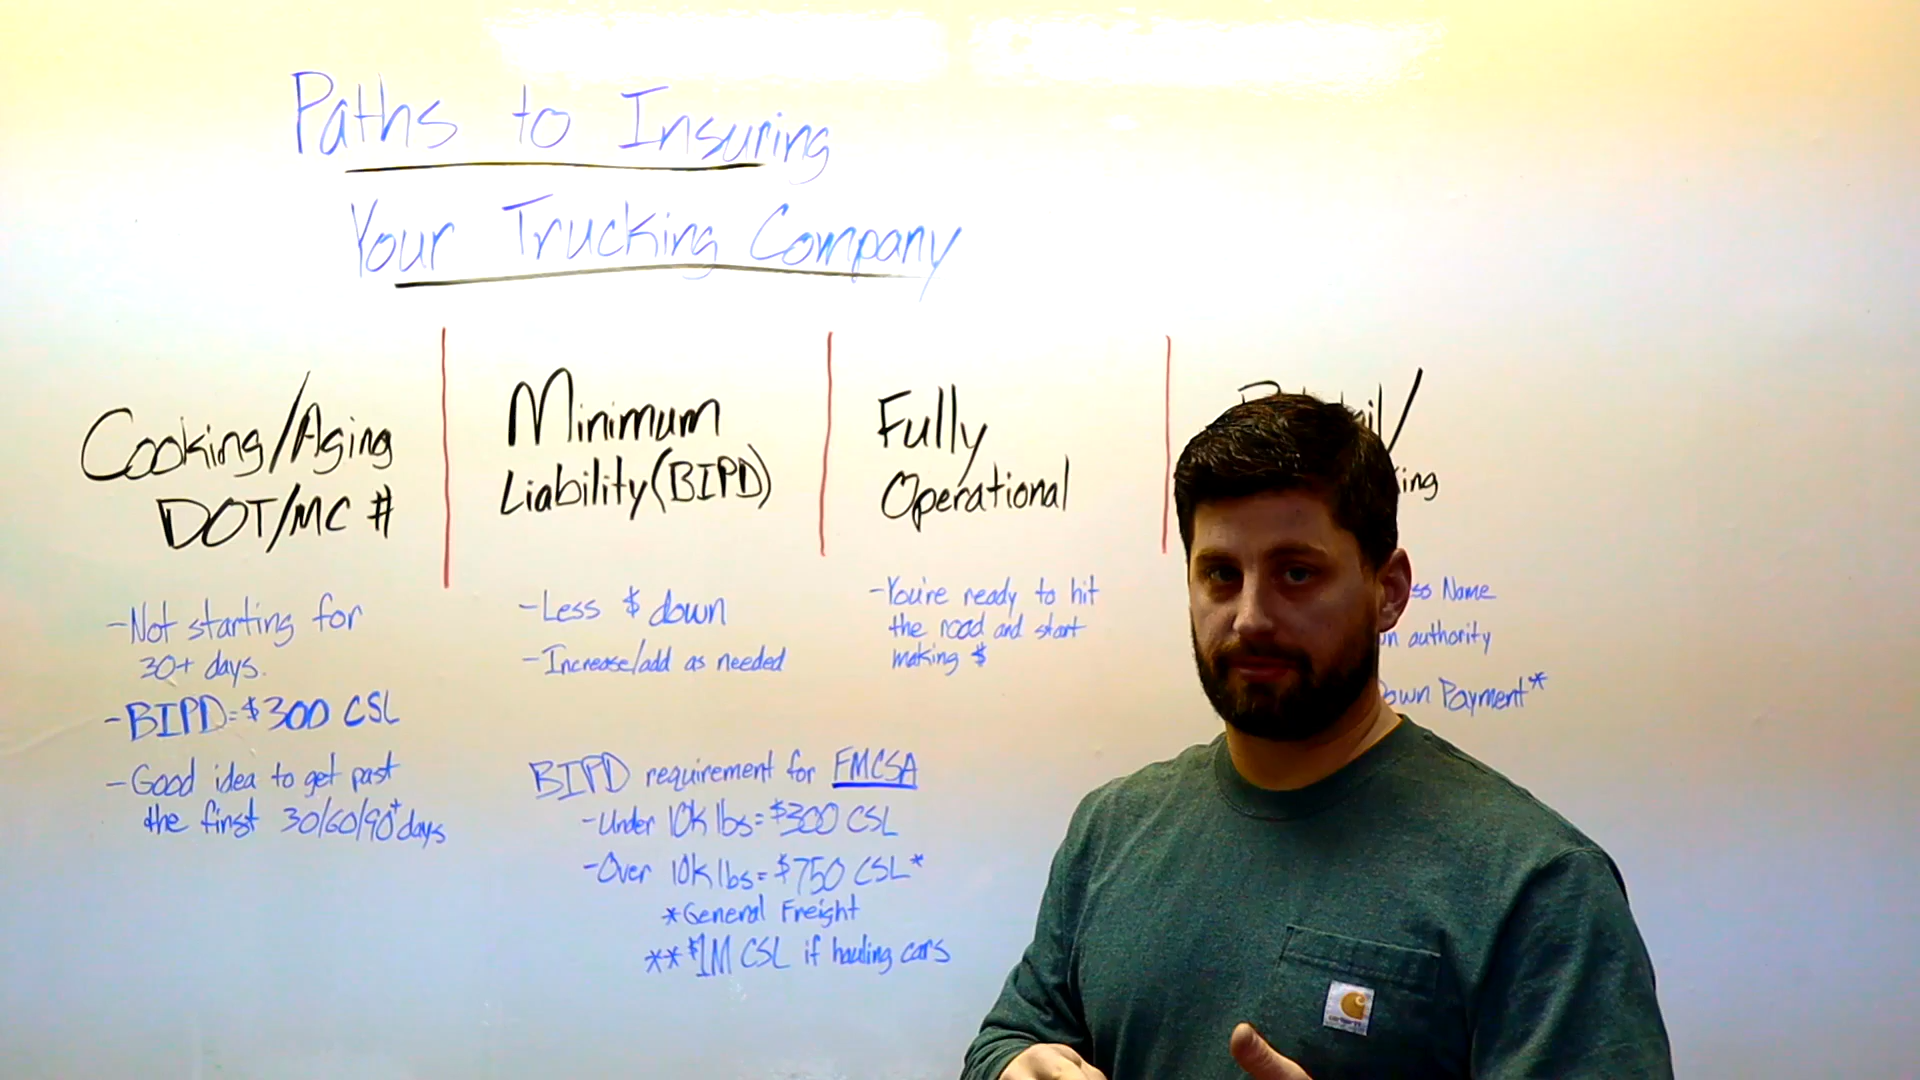 Paths to Insuring
Your Trucking Company
Cooking/Aging
DOT/MC #
-Not starting for
30+ days.
-BIPD=$300 CSL
-Good idea to get past
the first 30/60/90+ days
Minimum
Liability (BIPD)
-Less $ down
-Increase/add as needed
BIPD requirement for FMCSA
-Under 10k lbs=$300 CSL
-Over 10k lbs=$750 CSL*
*General Freight
**$1M CSL if hauling cars
Fully
Operational
-You're ready to hit
the road and start
making $
Name
authority
Payment*